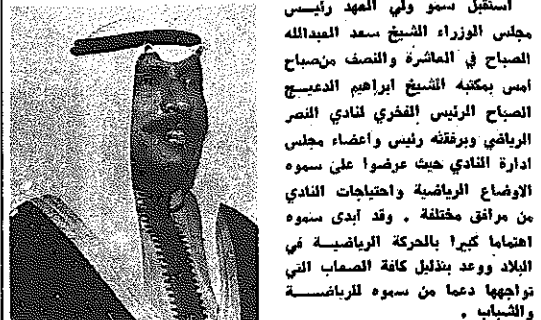 استقبل سمو ولي العهد رئيس
مجلس الوزراء الشيخ سعد العبدالله
الصباح في العاشرة والنصف من صباح
امس بمكتبه الشيخ ابراهيم الدعيج
الصباح الرئيس الفخري لنادي النصر
الرياضي وبرفقته رئيس واعضاء مجلس
ادارة النادي حيث عرضوا على سموه
الاوضاع الرياضية واحتياجات النادي
من مرافق مختلفة . وقد ابدى سموه
اهتماما كبيرا بالحركة الرياضية في
البلاد ووعد بتذليل كافة الصعاب التي
تواجهها دعما من سموه للرياضة
والشباب .